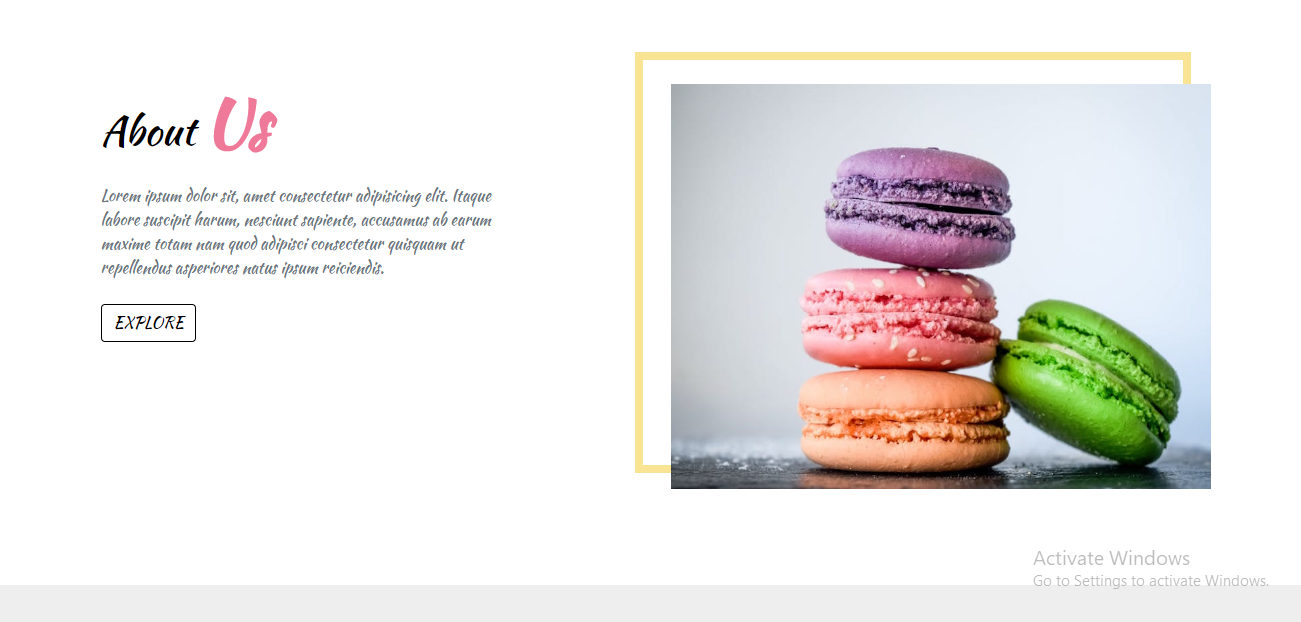 About Us
Lorem ipsum dolor sit, amet consectetur adipisicing elit. Itaque
labore suscipit harum, nesciunt sapiente, accusamus ab earum
maxime totam nam quod adipisci consectetur quisquam ut
repellendus asperiores natus ipsum reiciendis.
EXPLORE
Activate Windows
Go to Settings to activate Windows.